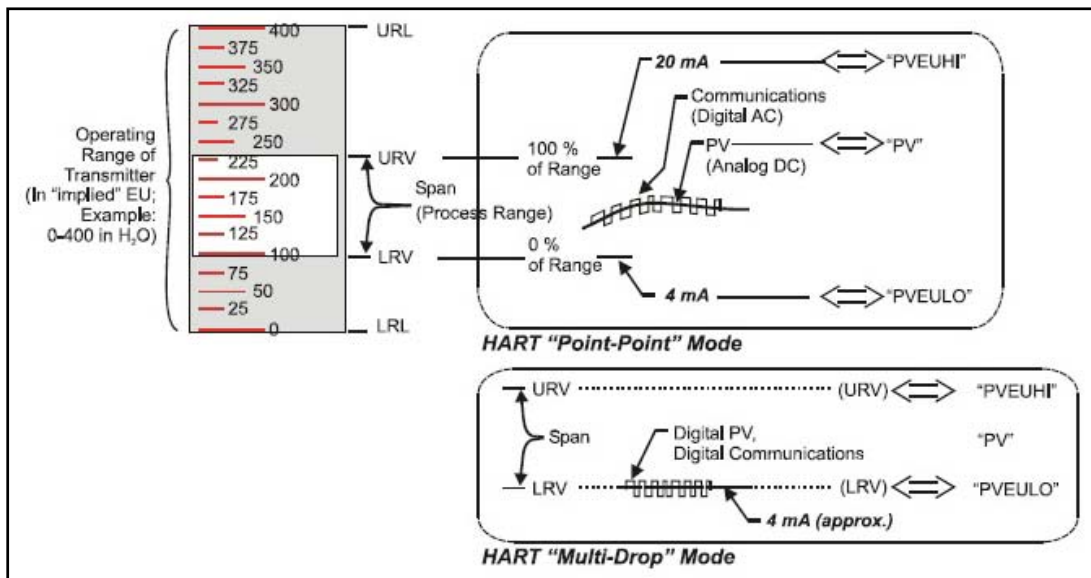 Operating
Range of
Transmitter
(In “implied” EU;
Example:
0-400 in H₂O)
400
375
350
325
300
275
250
225
200
175
150
125
100
75
50
25
0
URL
URV
Span
(Process Range)
LRV
LRL
100 %
of Range
0 %
of Range
20 mA
“PVEUHI”
Communications
(Digital AC)
PV
(Analog DC)
“PV”
4 mA
“PVEULO”
HART “Point-Point” Mode
URV
(URV)
“PVEUHI”
Span
Digital PV,
Digital Communications
“PV”
LRV
(LRV)
“PVEULO”
4 mA (approx.)
HART “Multi-Drop” Mode